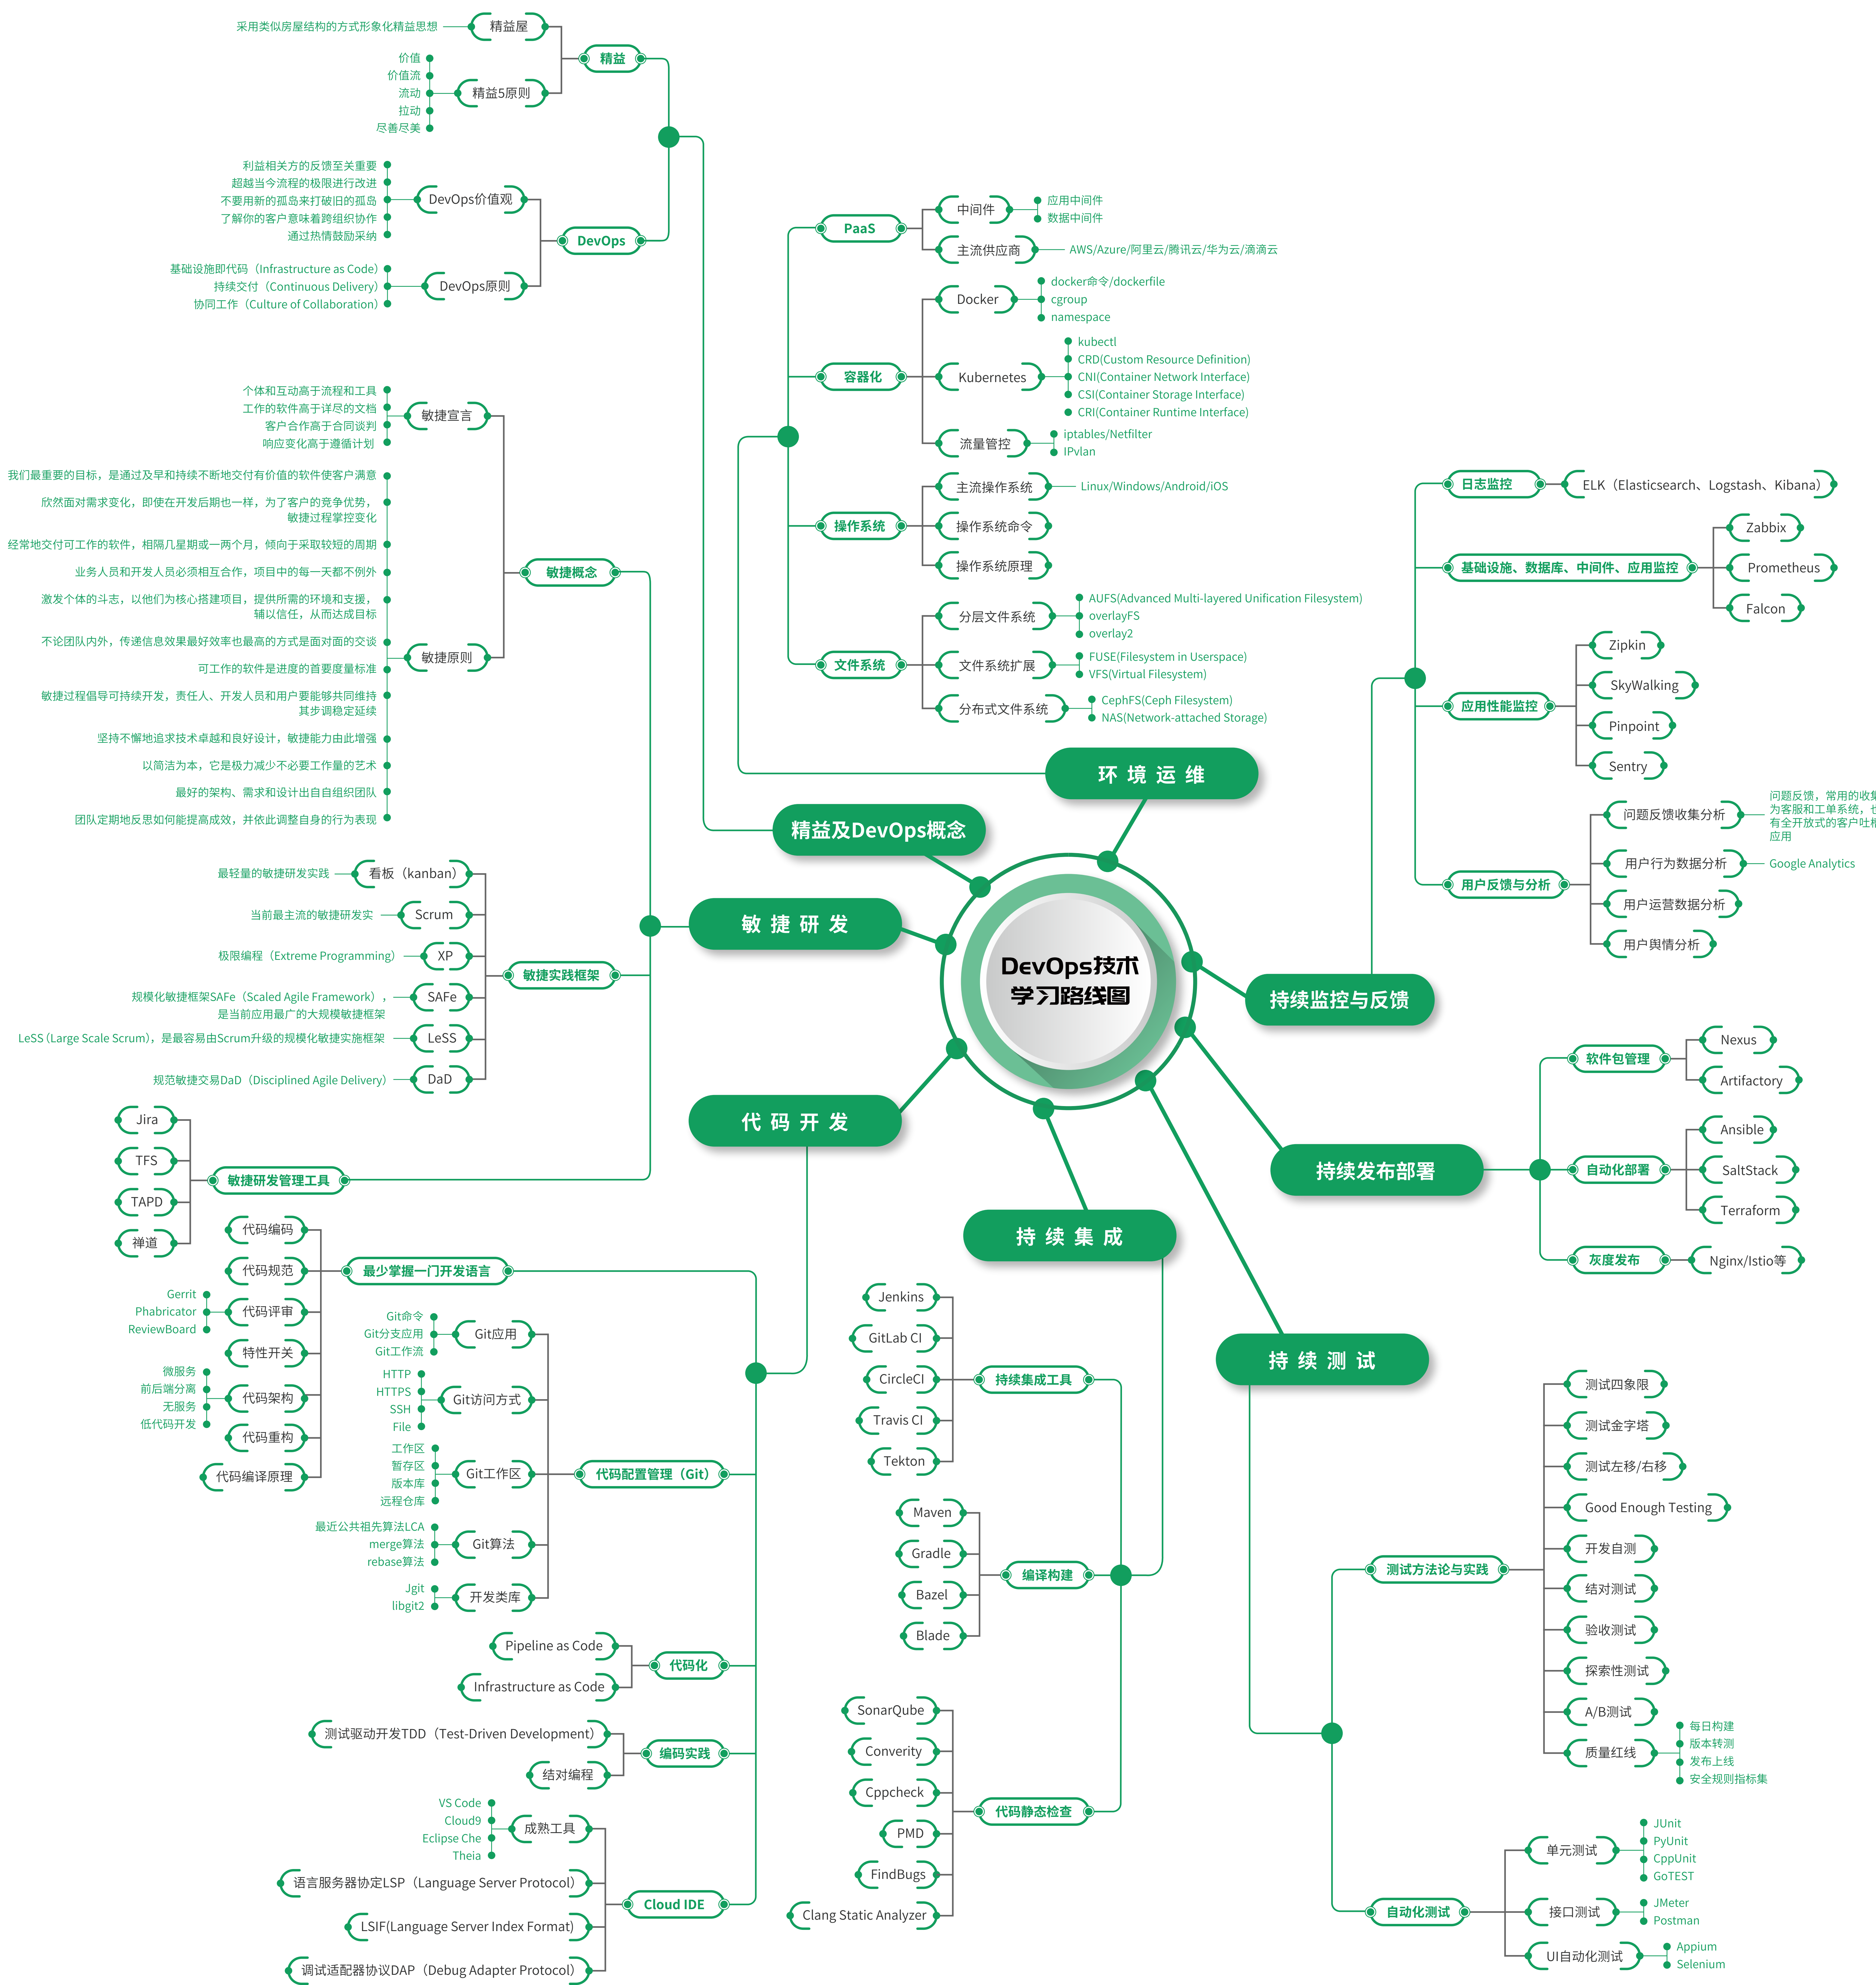 DevOps技术
学习路线图
精益及DevOps概念
精益
精益屋
采用类似房屋结构的方式形象化精益思想
精益5原则
价值
价值流
流动
拉动
尽善尽美
DevOps
DevOps价值观
利益相关方的反馈至关重要
超越当今流程的极限进行改进
不要用新的孤岛来打破旧的孤岛
了解你的客户意味着跨组织协作
通过热情鼓励采纳
DevOps原则
基础设施即代码（Infrastructure as Code）
持续交付（Continuous Delivery）
协同工作（Culture of Collaboration）
敏捷研发
敏捷概念
敏捷宣言
个体和互动高于流程和工具
工作的软件高于详尽的文档
客户合作高于合同谈判
响应变化高于遵循计划
敏捷原则
我们最重要的目标，是通过及早和持续不断地交付有价值的软件使客户满意
欣然面对需求变化，即使在开发后期也一样，为了客户的竞争优势，
敏捷过程掌控变化
经常地交付可工作的软件，相隔几星期或一两个月，倾向于采取较短的周期
业务人员和开发人员必须相互合作，项目中的每一天都不例外
激发个体的斗志，以他们为核心搭建项目，提供所需的环境和支援，
辅以信任，从而达成目标
不论团队内外，传递信息效果最好效率也最高的方式是面对面的交谈
可工作的软件是进度的首要度量标准
敏捷过程倡导可持续开发，责任人、开发人员和用户要能够共同维持
其步调稳定延续
坚持不懈地追求技术卓越和良好设计，敏捷能力由此增强
以简洁为本，它是极力减少不必要工作量的艺术
最好的架构、需求和设计出自自组织团队
团队定期地反思如何能提高成效，并依此调整自身的行为表现
敏捷实践框架
看板（kanban）
最轻量的敏捷研发实践
Scrum
当前最主流的敏捷研发实
XP
极限编程（Extreme Programming）
SAFe
规模化敏捷框架SAFe（Scaled Agile Framework），
是当前应用最广的大规模敏捷框架
LeSS
LeSS（Large Scale Scrum），是最容易由Scrum升级的规模化敏捷实施框架
DaD
规范敏捷交易DaD（Disciplined Agile Delivery）
敏捷研发管理工具
Jira
TFS
TAPD
禅道
代码开发
最少掌握一门开发语言
代码编码
代码规范
代码评审
Gerrit
Phabricator
ReviewBoard
特性开关
代码架构
微服务
前后端分离
无服务
低代码开发
代码重构
代码编译原理
代码配置管理（Git）
Git应用
Git命令
Git分支应用
Git工作流
Git访问方式
HTTP
HTTPS
SSH
File
Git工作区
工作区
暂存区
版本库
远程仓库
Git算法
最近公共祖先算法LCA
merge算法
rebase算法
开发类库
Jgit
libgit2
代码化
Pipeline as Code
Infrastructure as Code
编码实践
测试驱动开发TDD（Test-Driven Development）
结对编程
Cloud IDE
成熟工具
VS Code
Cloud9
Eclipse Che
Theia
语言服务器协定LSP（Language Server Protocol）
LSIF(Language Server Index Format)
调试适配器协议DAP（Debug Adapter Protocol）
持续集成
持续集成工具
Jenkins
GitLab CI
CircleCI
Travis CI
Tekton
编译构建
Maven
Gradle
Bazel
Blade
代码静态检查
SonarQube
Converity
Cppcheck
PMD
FindBugs
Clang Static Analyzer
持续测试
测试方法论与实践
测试四象限
测试金字塔
测试左移/右移
Good Enough Testing
开发自测
结对测试
验收测试
探索性测试
A/B测试
质量红线
每日构建
版本转测
发布上线
安全规则指标集
自动化测试
单元测试
JUnit
PyUnit
CppUnit
GoTEST
接口测试
JMeter
Postman
UI自动化测试
Appium
Selenium
持续发布部署
软件包管理
Nexus
Artifactory
自动化部署
Ansible
SaltStack
Terraform
灰度发布
Nginx/Istio等
持续监控与反馈
日志监控
ELK（Elasticsearch、Logstash、Kibana）
基础设施、数据库、中间件、应用监控
Zabbix
Prometheus
Falcon
应用性能监控
Zipkin
SkyWalking
Pinpoint
Sentry
用户反馈与分析
问题反馈收集分析
问题反馈，常用的收集
为客服和工单系统，也
有全开放式的客户吐槽
应用
用户行为数据分析
Google Analytics
用户运营数据分析
用户舆情分析
环境运维
PaaS
中间件
应用中间件
数据中间件
主流供应商
AWS/Azure/阿里云/腾讯云/华为云/滴滴云
容器化
Docker
docker命令/dockerfile
cgroup
namespace
Kubernetes
kubectl
CRD(Custom Resource Definition)
CNI(Container Network Interface)
CSI(Container Storage Interface)
CRI(Container Runtime Interface)
流量管控
iptables/Netfilter
IPvlan
操作系统
主流操作系统
Linux/Windows/Android/iOS
操作系统命令
操作系统原理
文件系统
分层文件系统
AUFS(Advanced Multi-layered Unification Filesystem)
overlayFS
overlay2
文件系统扩展
FUSE(Filesystem in Userspace)
VFS(Virtual Filesystem)
分布式文件系统
CephFS(Ceph Filesystem)
NAS(Network-attached Storage)